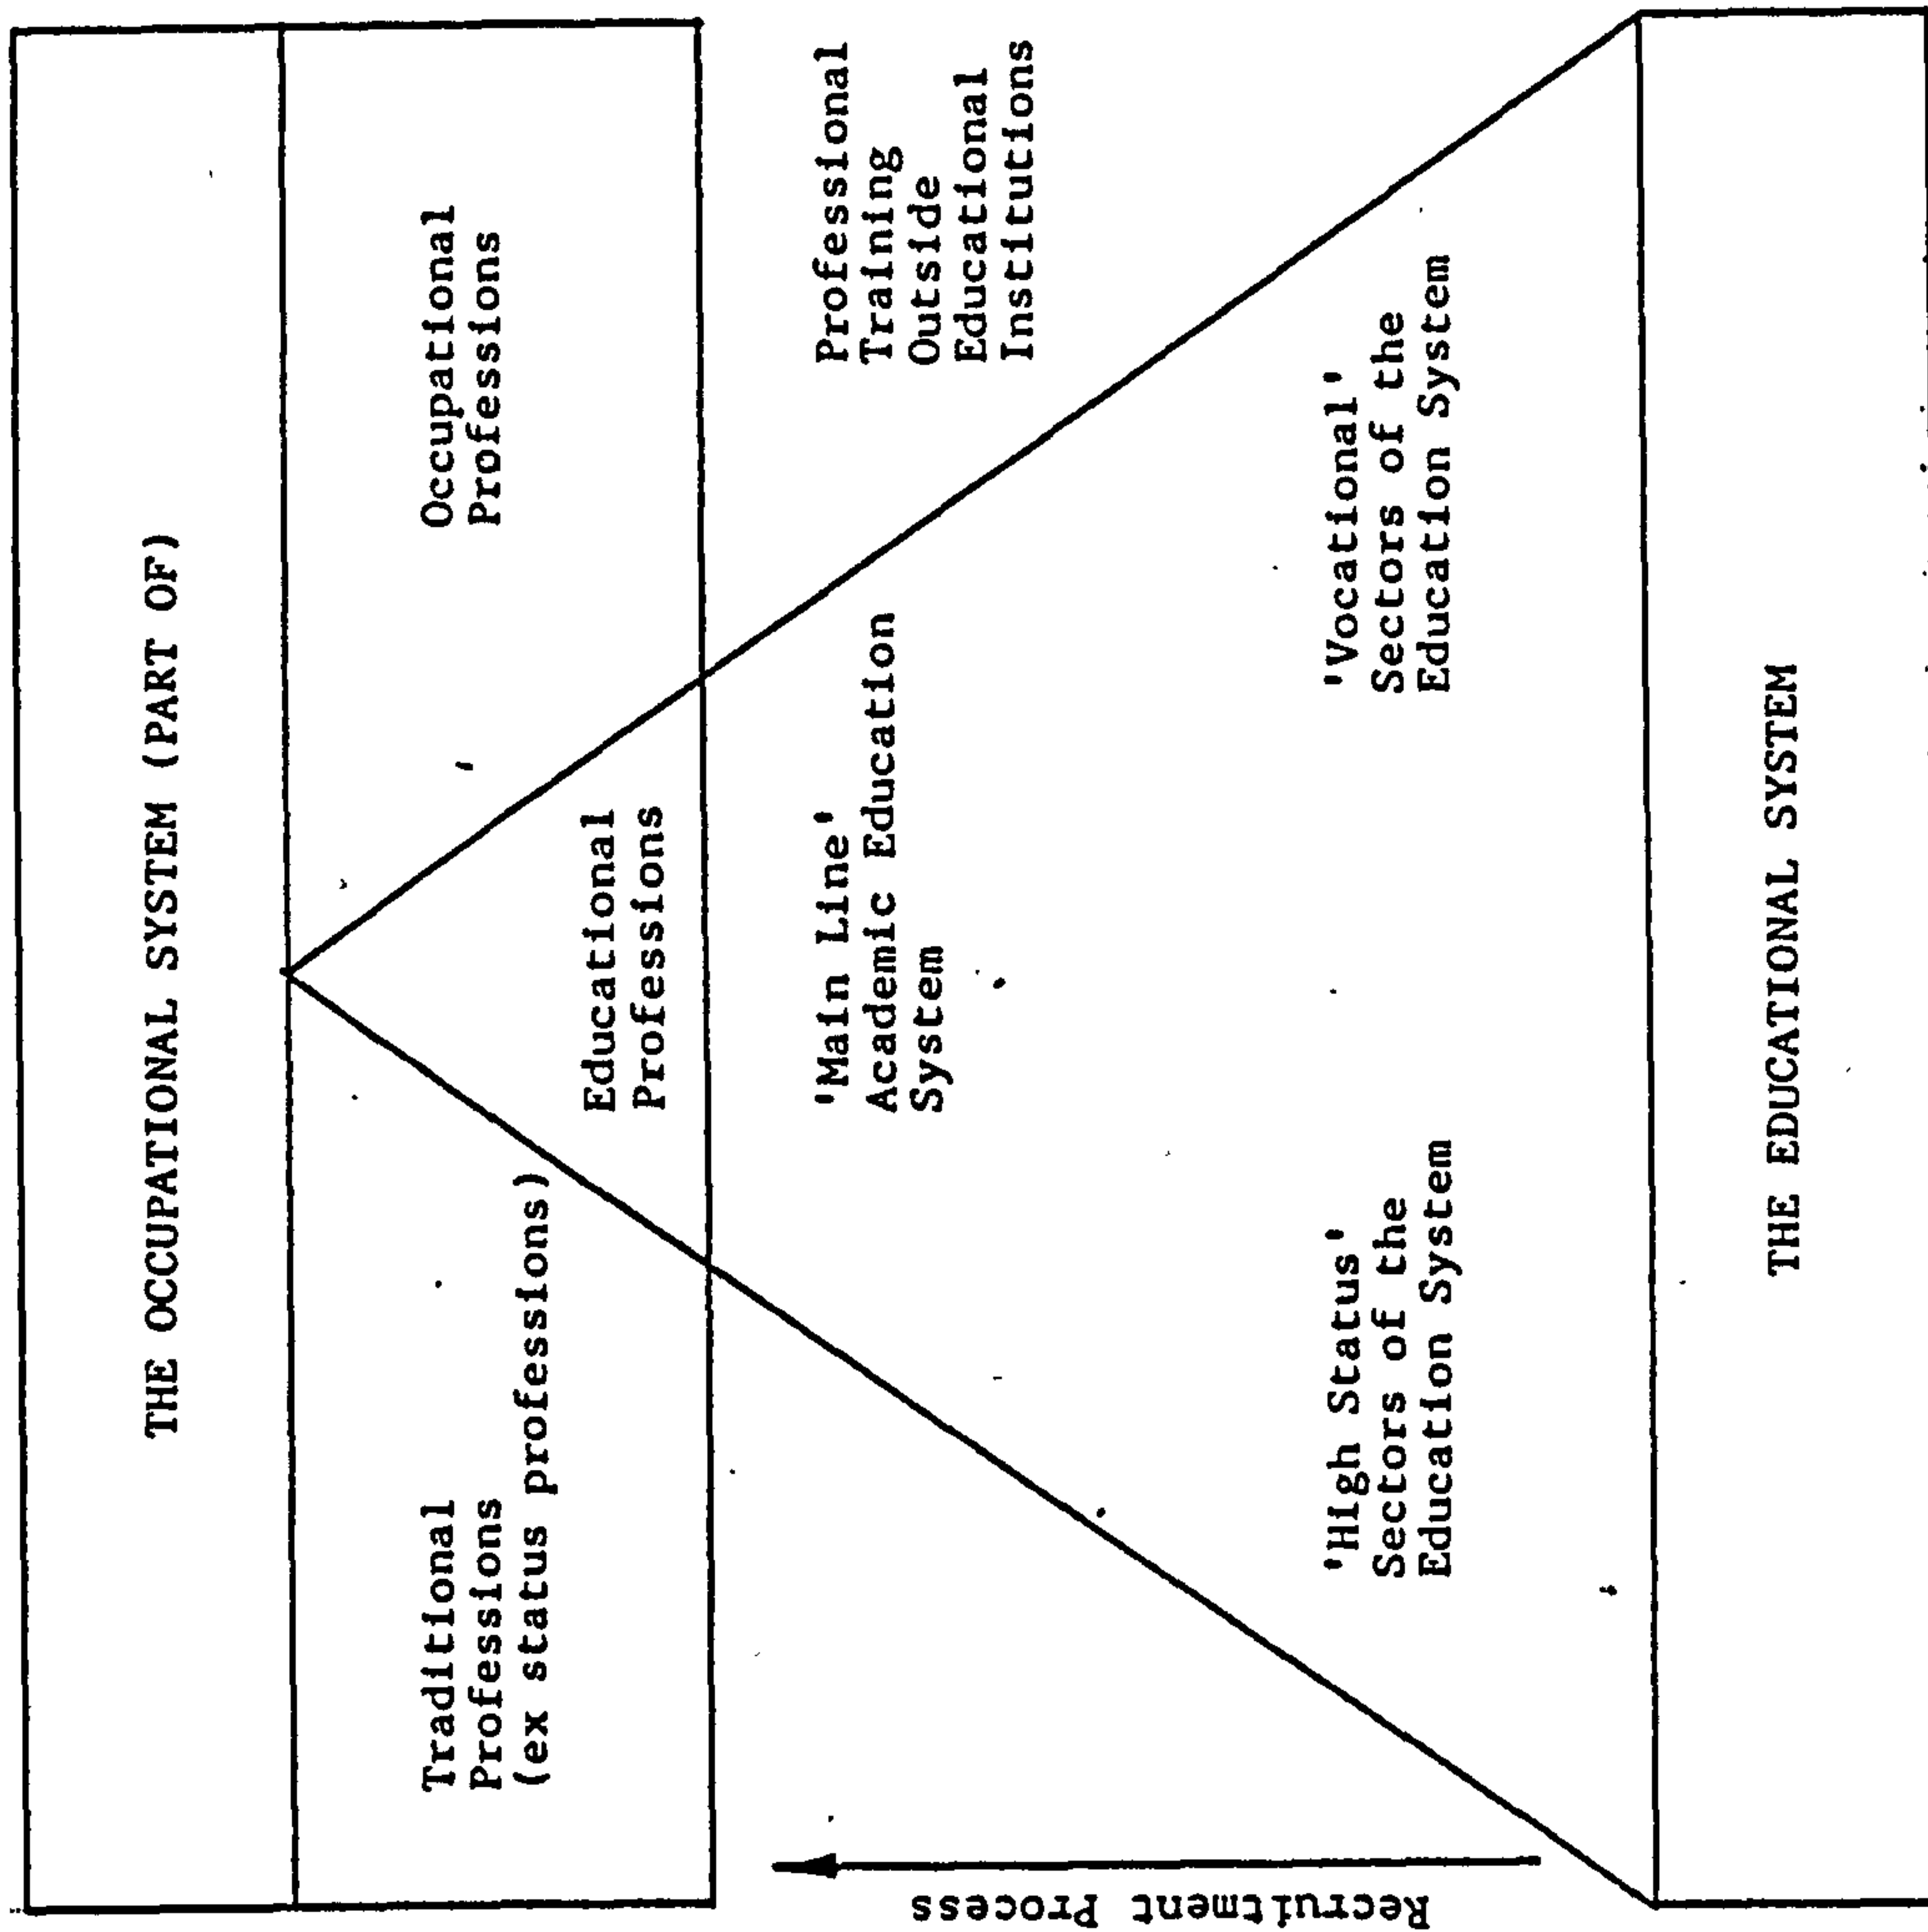 THE OCCUPATIONAL SYSTEM (PART OF)
Traditional
Professions
(ex status professions)
Educational
Professions
Occupational
Professions
Recruitment Process
'Main Line'
Academic Education
System
Professional
Training
Outside
Educational
Institutions
'High Status'
Sectors of the
Education System
'Vocational'
Sectors of the
Education System
THE EDUCATIONAL SYSTEM